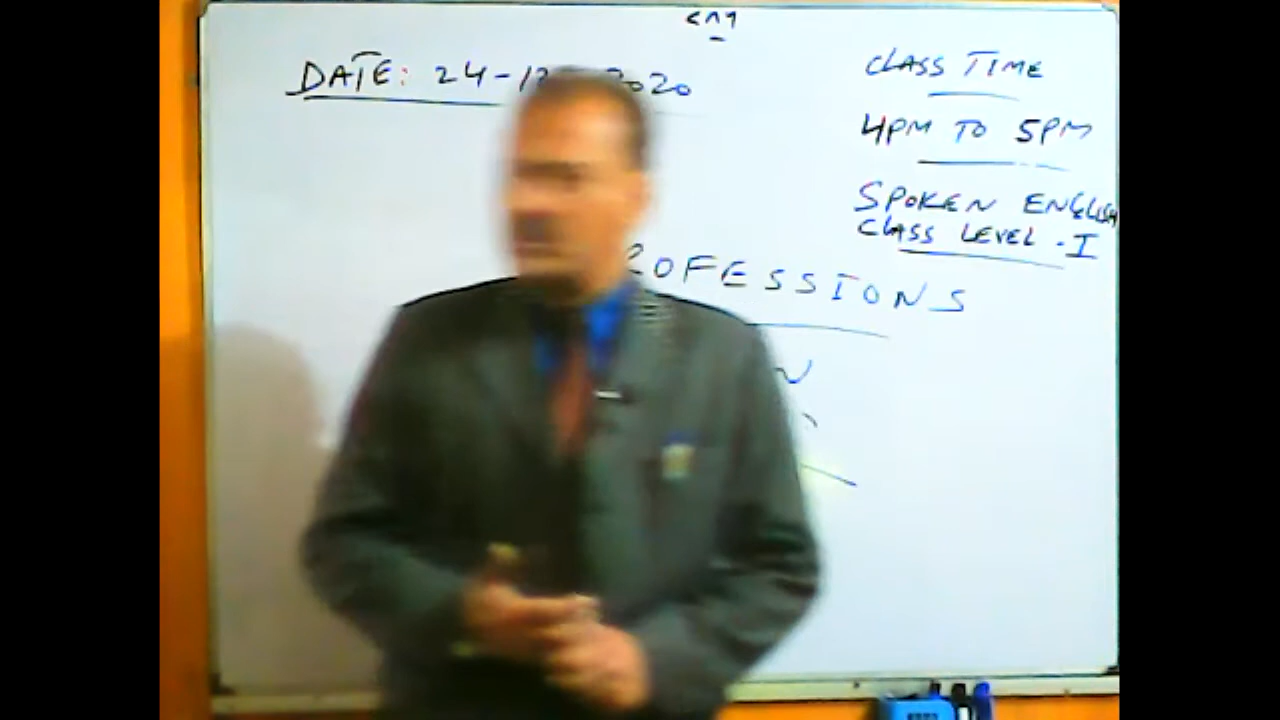 DATE: 24-12 2020
CLASS TIME
4PM TO 5PM
SPOKEN ENGLISH
CLASS LEVEL - I
ROFESSIONS
N